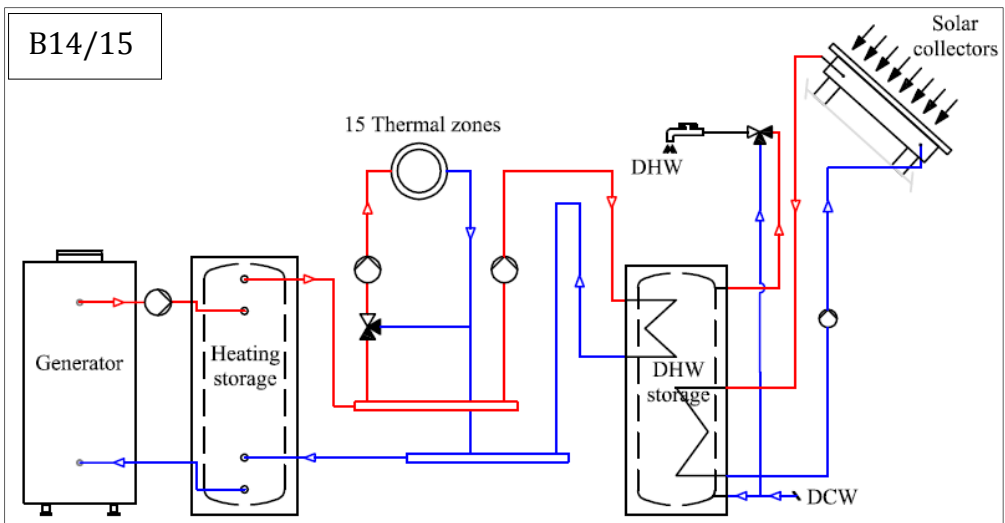 B14/15
Solar
collectors
15 Thermal zones
DHW
Generator
Heating
storage
DHW
storage
DCW